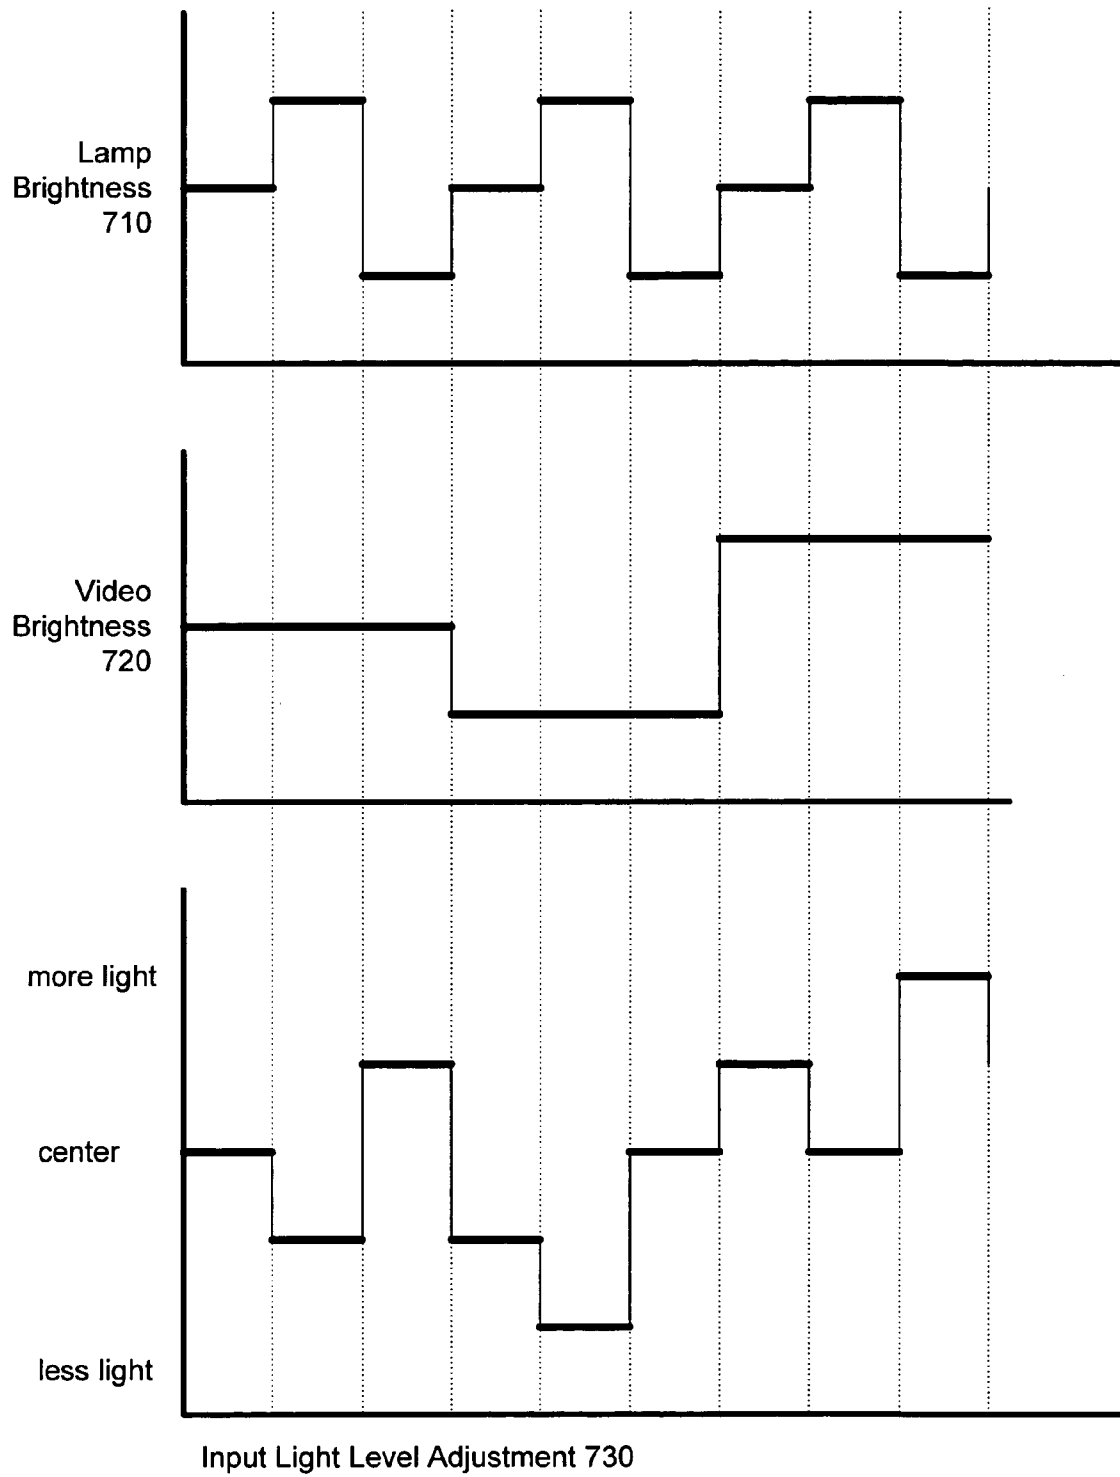 Lamp
Brightness
710
Video
Brightness
720
more light
center
less light
Input Light Level Adjustment 730